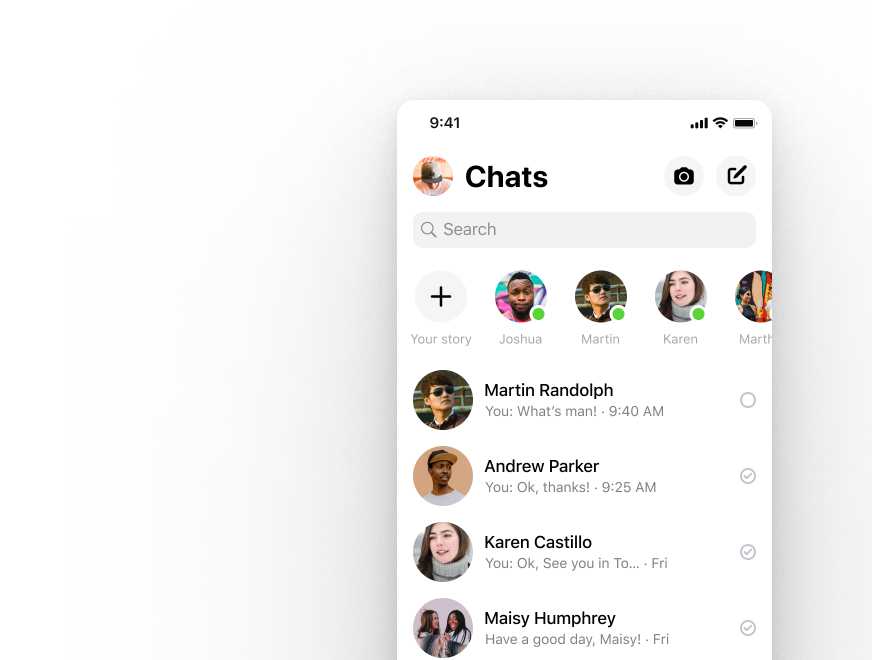 9:41
Chats
Search
Your story
Joshua
Martin
Karen
Marth
Martin Randolph
You: What’s man! · 9:40 AM
Andrew Parker
You: Ok, thanks! · 9:25 AM
Karen Castillo
You: Ok, See you in To... · Fri
Maisy Humphrey
Have a good day, Maisy! · Fri